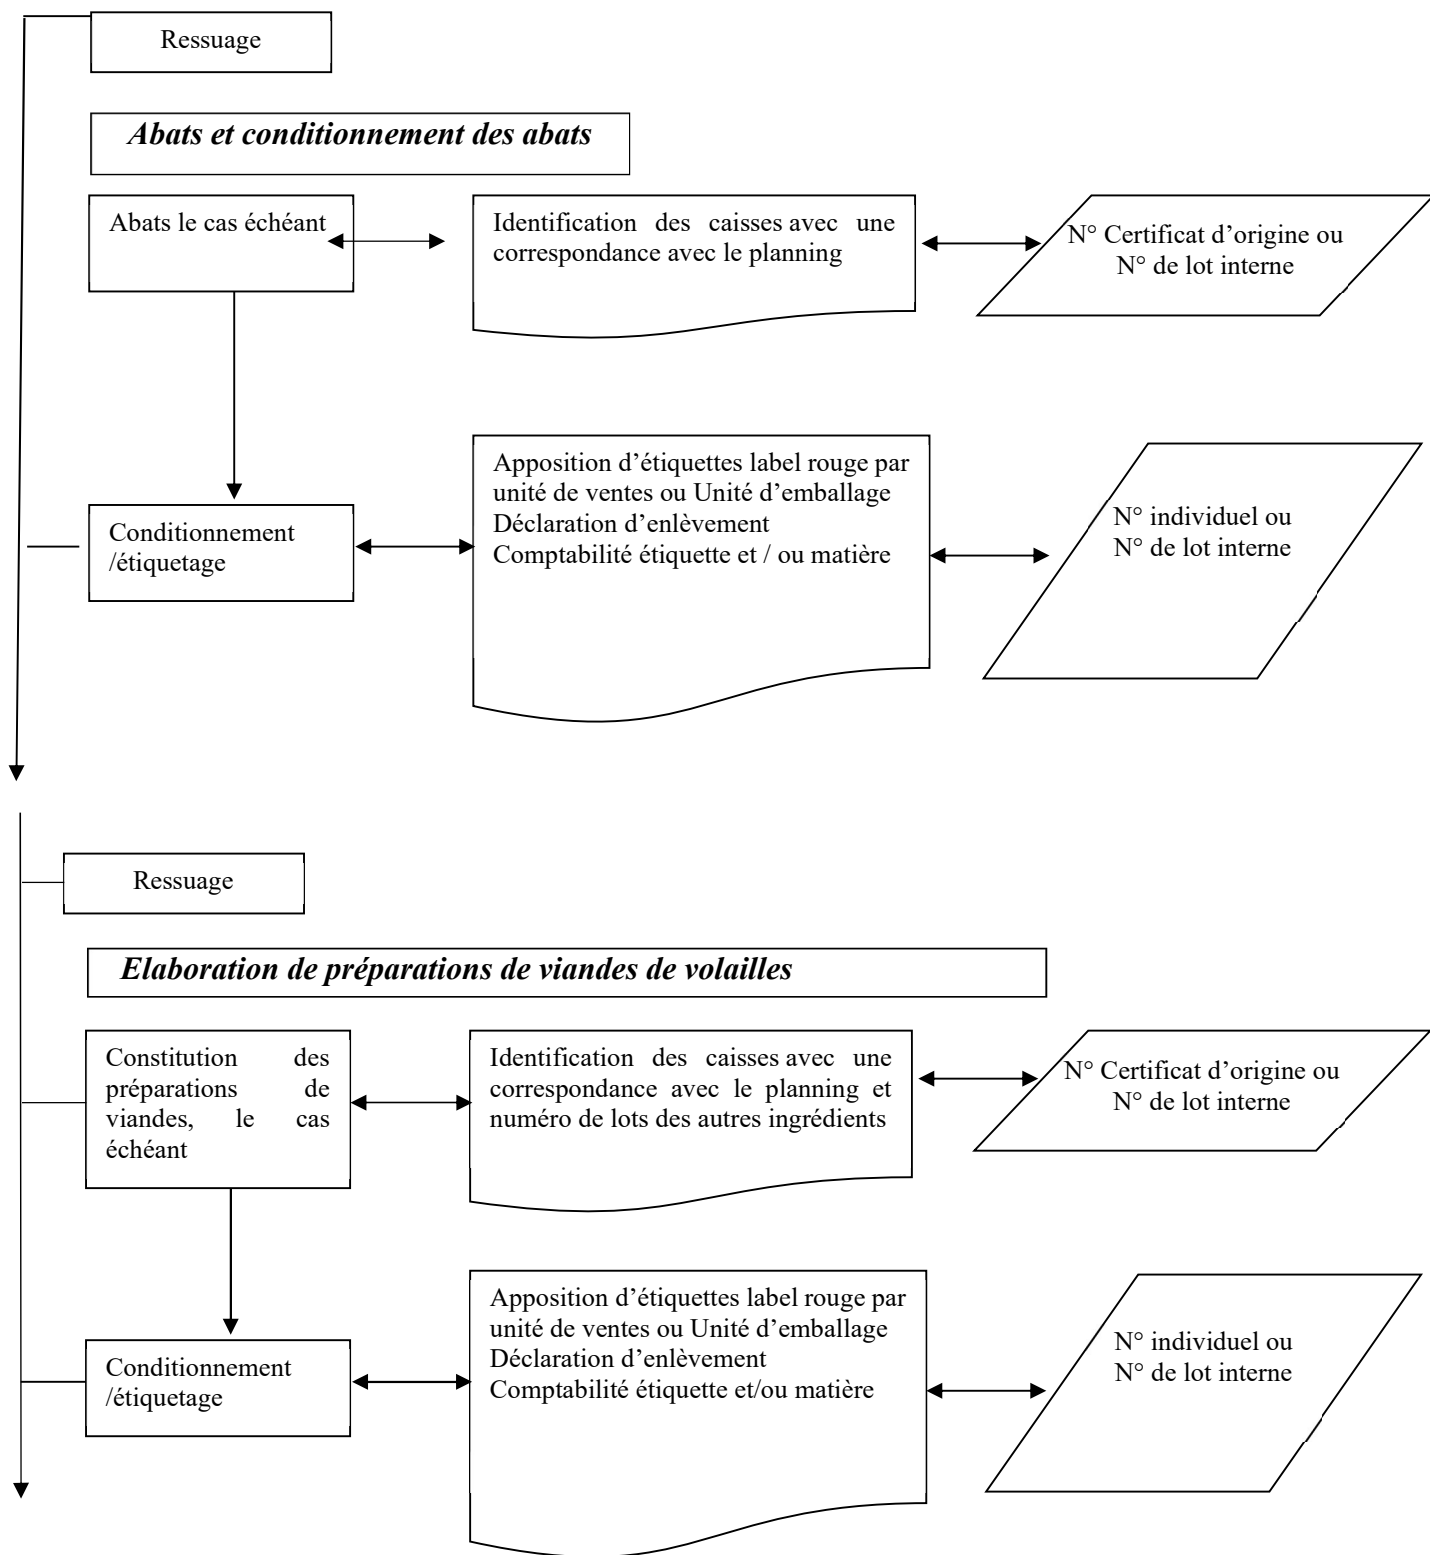 Ressuage
Abats et conditionnement des abats
Abats le cas échéant
Identification des caisses avec une
correspondance avec le planning
N° Certificat d’origine ou
N° de lot interne
Apposition d’étiquettes label rouge par
unité de ventes ou Unité d’emballage
Déclaration d’enlèvement
Comptabilité étiquette et / ou matière
N° individuel ou
N° de lot interne
Conditionnement
/étiquetage
Ressuage
Elaboration de préparations de viandes de volailles
Constitution des
préparations de
viandes, le cas
échéant
Identification des caisses avec une
correspondance avec le planning et
numéro de lots des autres ingrédients
N° Certificat d’origine ou
N° de lot interne
Apposition d’étiquettes label rouge par
unité de ventes ou Unité d’emballage
Déclaration d’enlèvement
Comptabilité étiquette et/ou matière
N° individuel ou
N° de lot interne
Conditionnement
/étiquetage